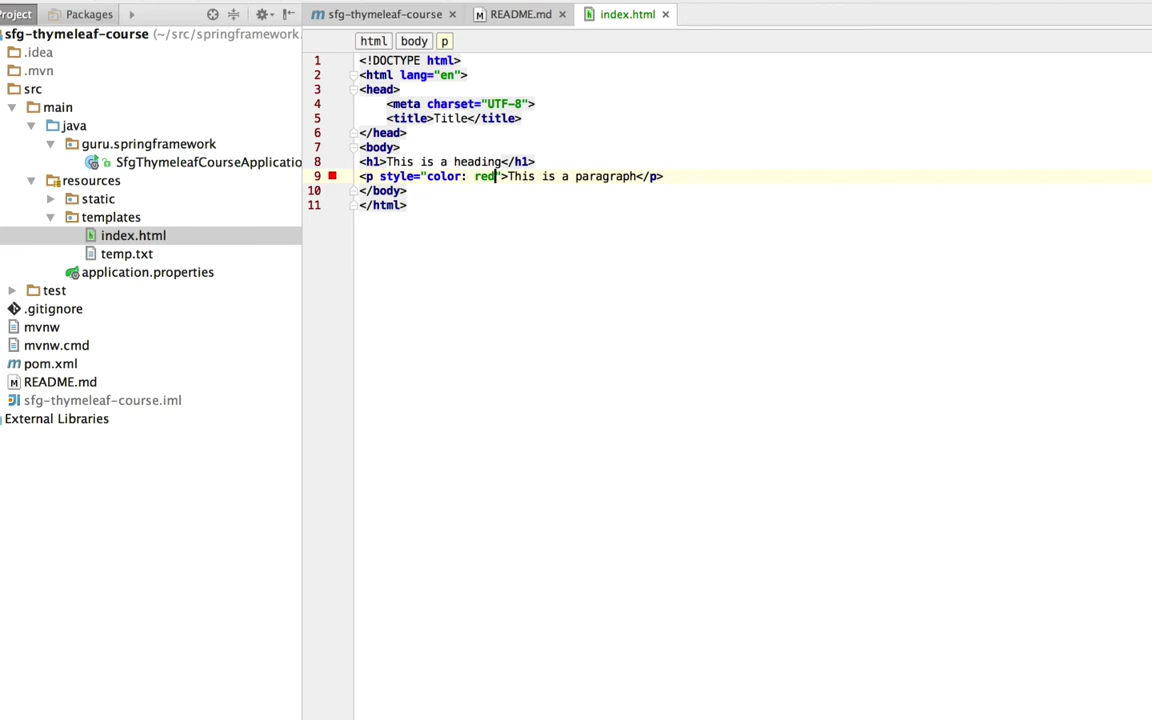 Project Packages
sfg-thymeleaf-course × README.md × index.html ×
sfg-thymeleaf-course (~/src/springframework.
.idea
.mvn
src
main
java
guru.springframework
SfgThymeleafCourseApplicatio
resources
static
templates
index.html
temp.txt
application.properties
test
.gitignore
mvnw
mvnw.cmd
pom.xml
README.md
sfg-thymeleaf-course.iml
External Libraries
html body p
1 <!DOCTYPE html>
2 <html lang="en">
3 <head>
4     <meta charset="UTF-8">
5     <title>Title</title>
6 </head>
7 <body>
8 <h1>This is a heading</h1>
9 <p style="color: red">This is a paragraph</p>
10 </body>
11 </html>